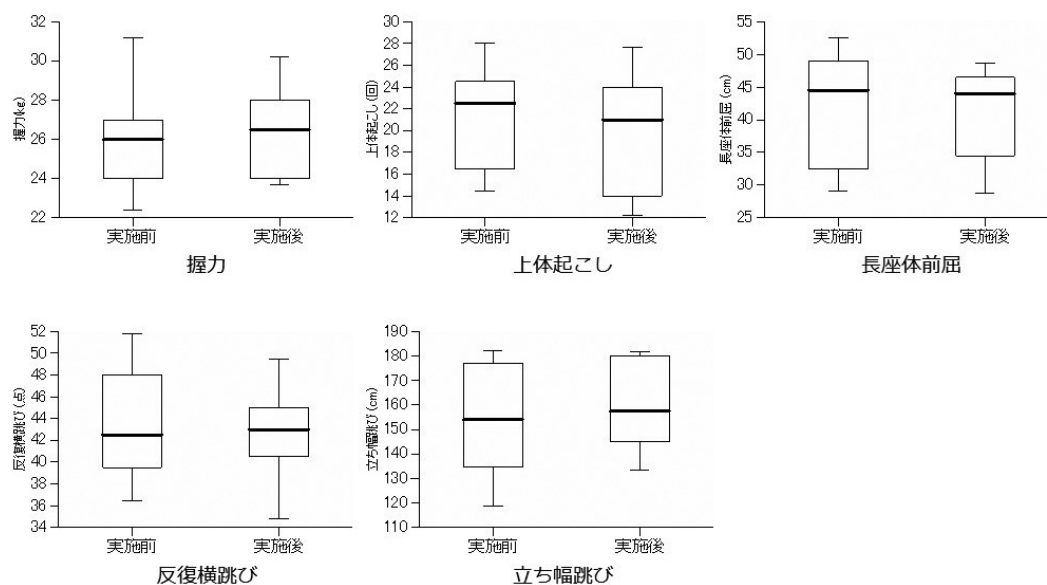 握力(kg)
32
30
28
26
24
22
実施前 実施後
握力
上体起こし(回)
30
28
26
24
22
20
18
16
14
12
実施前 実施後
上体起こし
長座体前屈(cm)
55
50
45
40
35
30
25
実施前 実施後
長座体前屈
反復横跳び(点)
52
50
48
46
44
42
40
38
36
34
実施前 実施後
反復横跳び
立ち幅跳び(cm)
190
180
170
160
150
140
130
120
110
実施前 実施後
立ち幅跳び